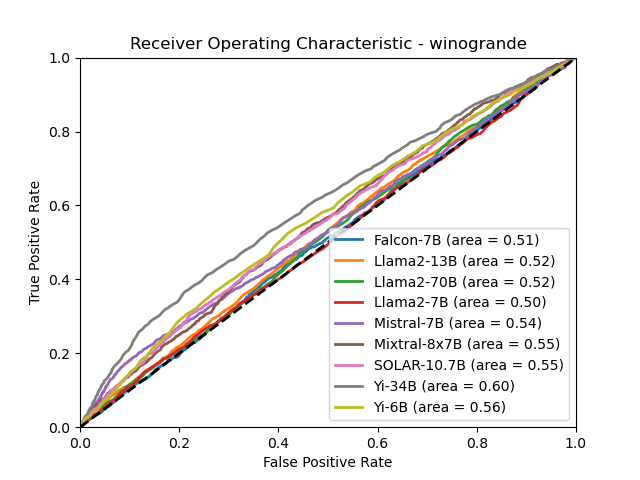 Receiver Operating Characteristic - winogrande
True Positive Rate
1.0
0.8
0.6
0.4
0.2
0.0
Falcon-7B (area = 0.51)
Llama2-13B (area = 0.52)
Llama2-70B (area = 0.52)
Llama2-7B (area = 0.50)
Mistral-7B (area = 0.54)
Mixtral-8x7B (area = 0.55)
SOLAR-10.7B (area = 0.55)
Yi-34B (area = 0.60)
Yi-6B (area = 0.56)
0.0 0.2 0.4 0.6 0.8 1.0
False Positive Rate